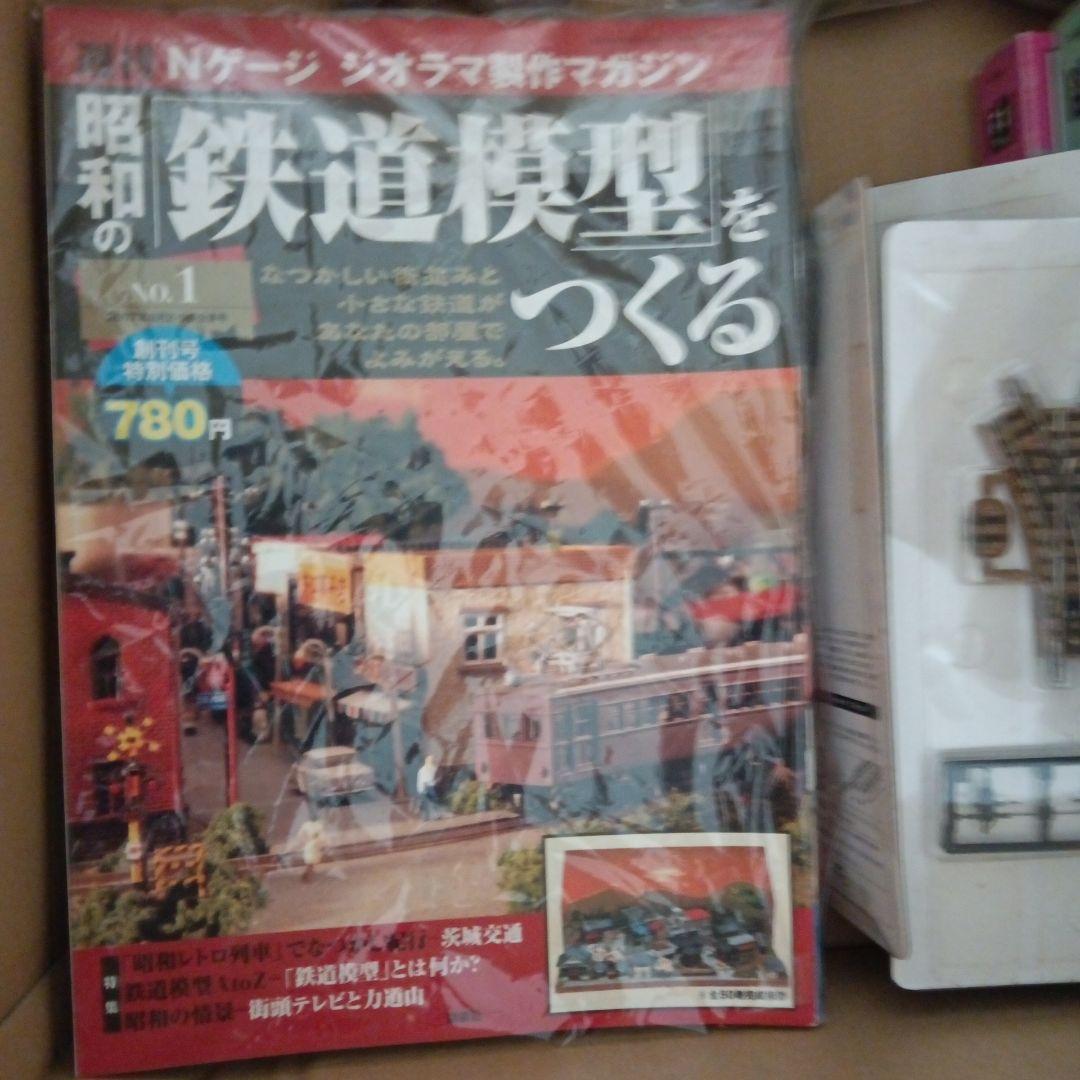 週刊 Nゲージ ジオラマ製作マガジン
昭和の「鉄道模型」をつくる
NO.1
なつかしい街並みと
小さな鉄道が
あなたの部屋で
よみがえる。
創刊号
特別価格
780円
特集
「昭和レトロ列車」でなつかし紀行 茨城交通
鉄道模型AtoZ-「鉄道模型」とは何か?
昭和の情景-街頭テレビと力道山